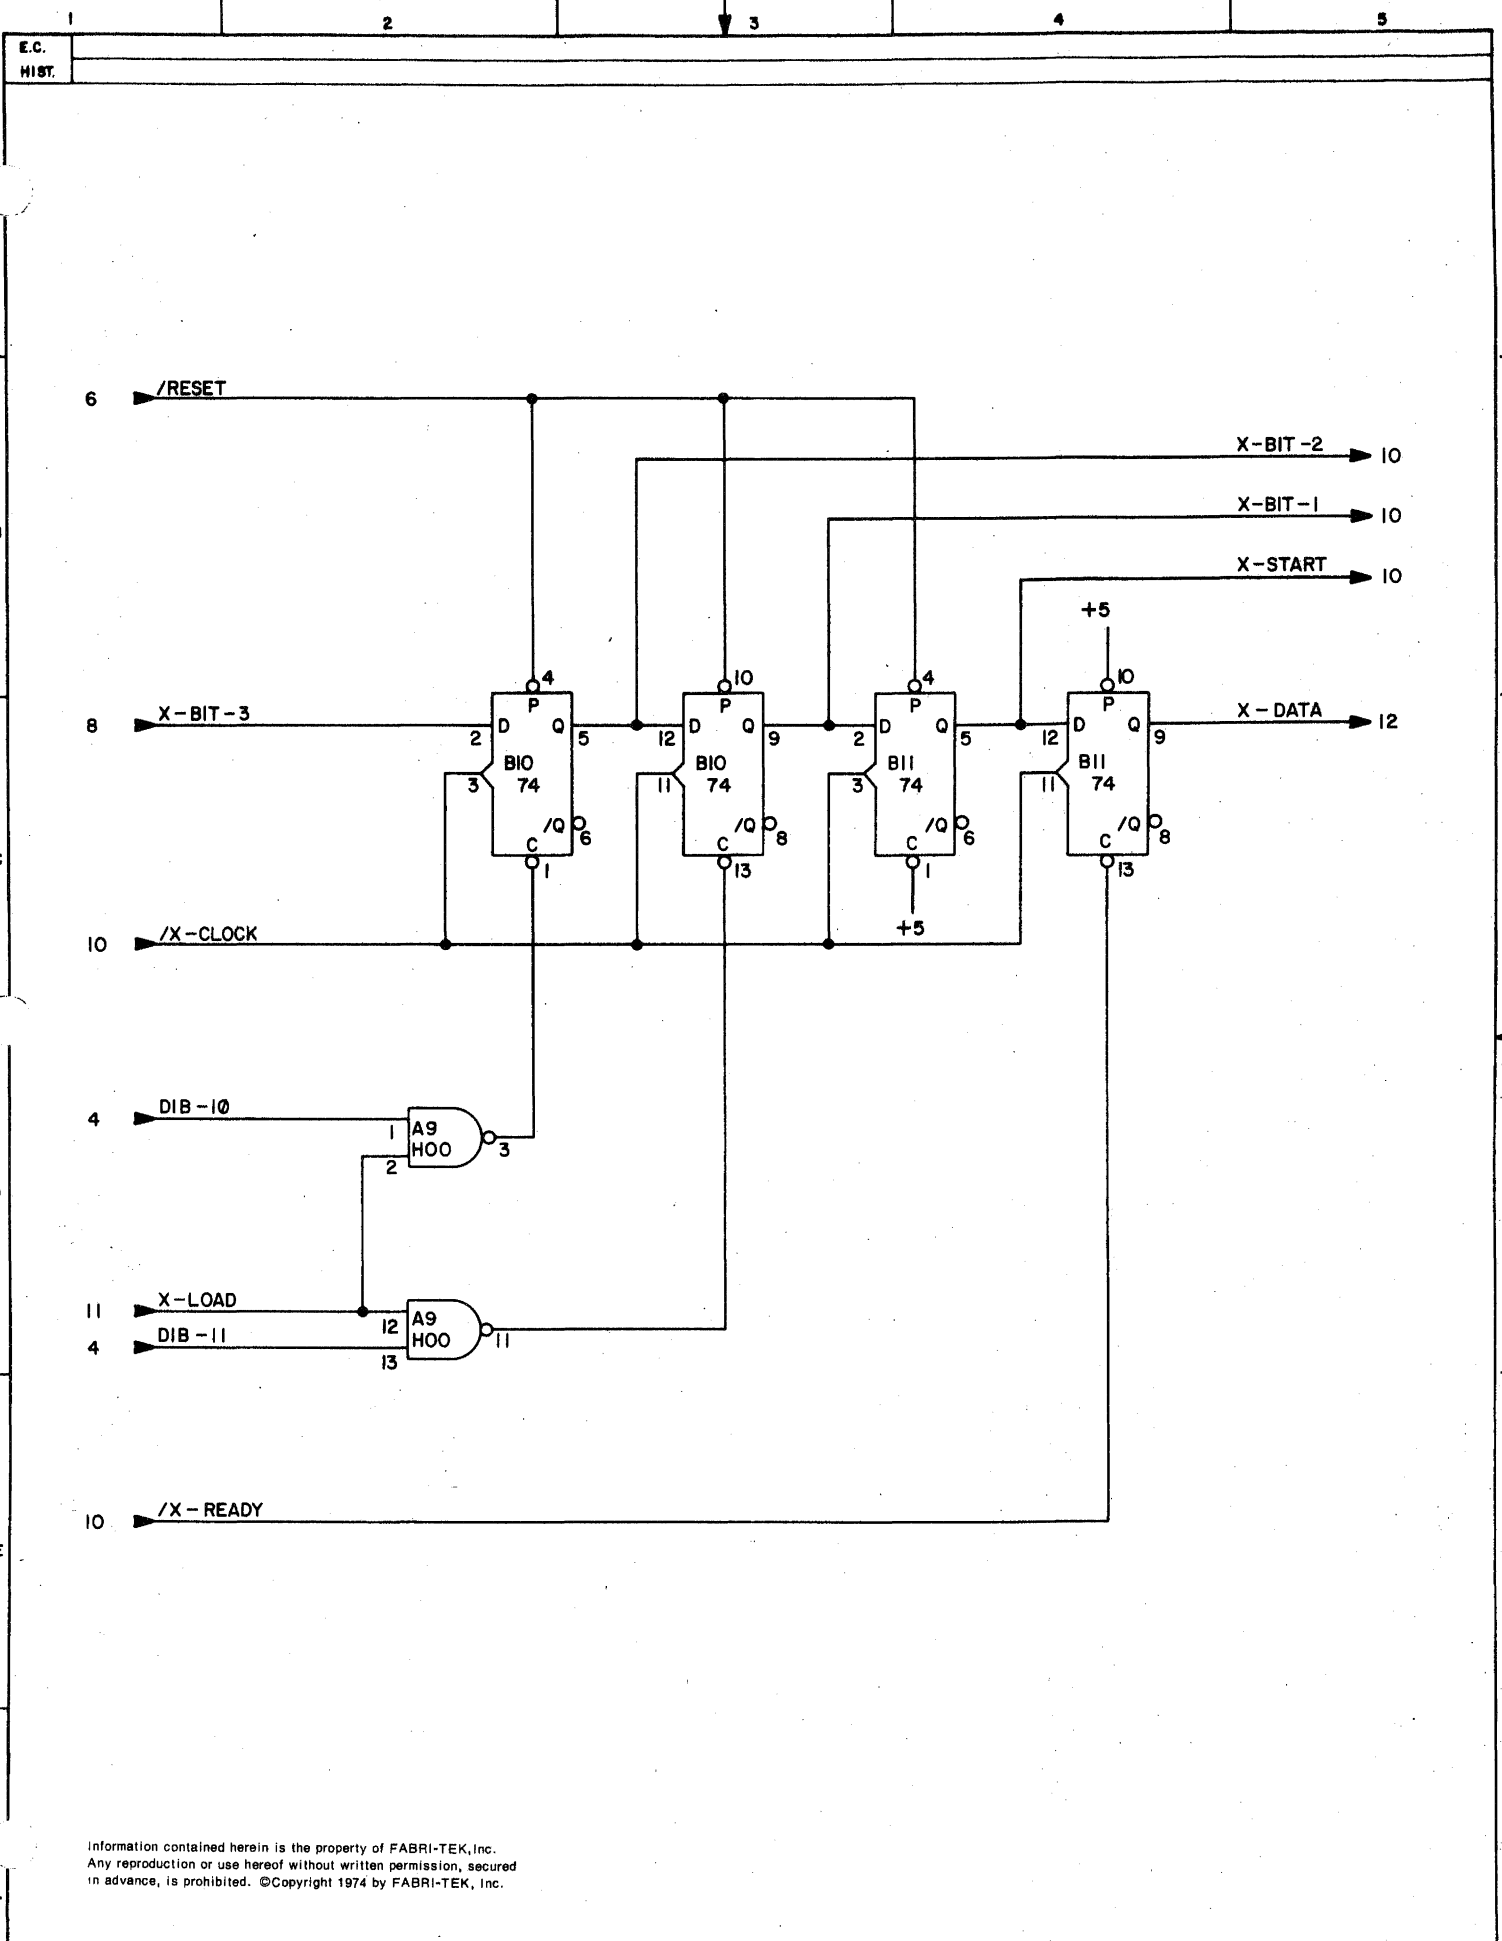 1 2 3 4 5
E.C.
HIST.
/RESET
6
X-BIT-2
10
X-BIT-1
10
X-START
10
+5
4 10 4 10
P P P P
X-BIT-3
8
2 D Q 5 12 D Q 9 2 D Q 5 12 D Q 9
X-DATA
12
B10 B10 B11 B11
3 74 11 74 3 74 11 74
/Q 6 /Q 8 /Q 6 /Q 8
C C C C
1 13 1 13
+5
/X-CLOCK
10
DIB-10
4
1 A9
H00 3
2
X-LOAD
11
12 A9
DIB-11
4
H00 11
13
/X-READY
10
Information contained herein is the property of FABRI-TEK, Inc.
Any reproduction or use hereof without written permission, secured
in advance, is prohibited. ©Copyright 1974 by FABRI-TEK, Inc.